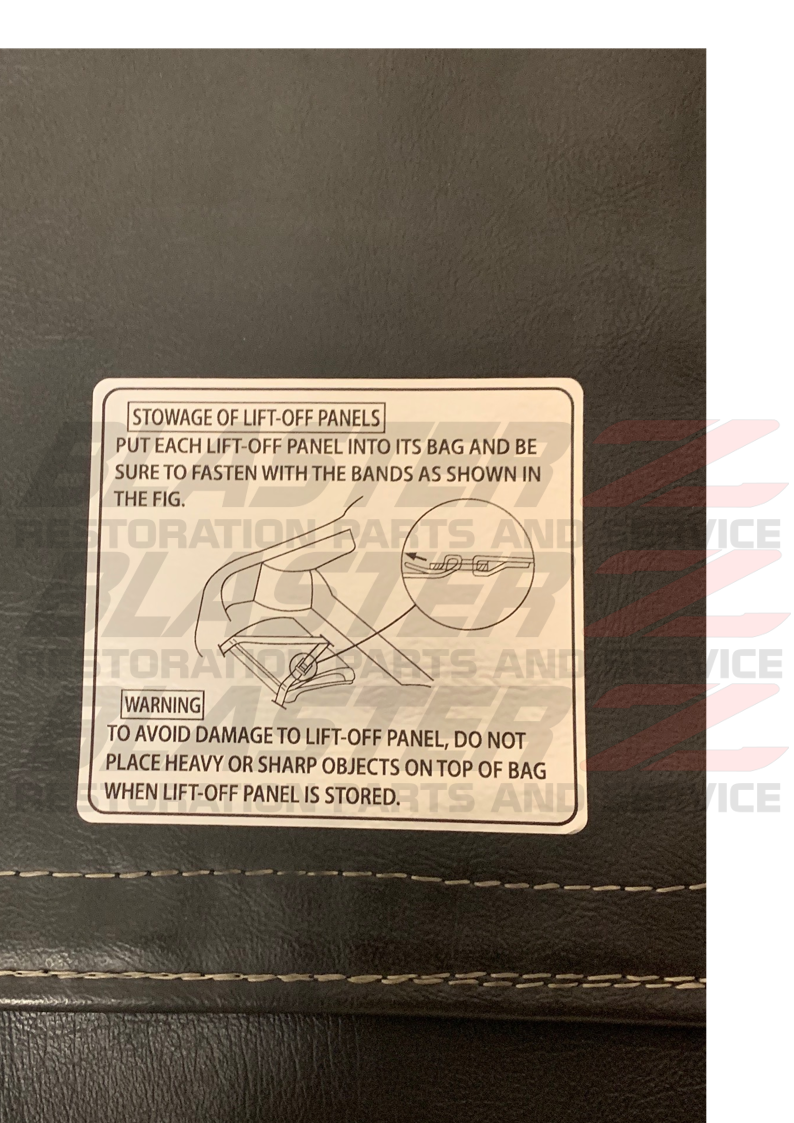 STOWAGE OF LIFT-OFF PANELS
PUT EACH LIFT-OFF PANEL INTO ITS BAG AND BE
SURE TO FASTEN WITH THE BANDS AS SHOWN IN
THE FIG.
WARNING
TO AVOID DAMAGE TO LIFT-OFF PANEL, DO NOT
PLACE HEAVY OR SHARP OBJECTS ON TOP OF BAG
WHEN LIFT-OFF PANEL IS STORED.
BLASTER Z
RESTORATION PARTS AND SERVICE
BLASTER Z
RESTORATION PARTS AND SERVICE
BLASTER Z
RESTORATION PARTS AND SERVICE